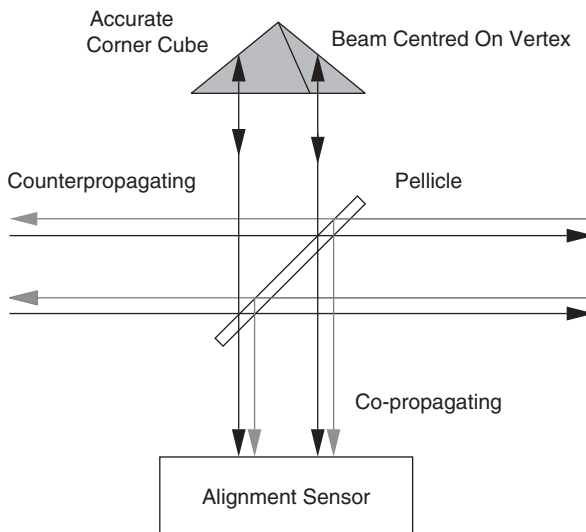 Accurate
Corner Cube
Beam Centred On Vertex
Counterpropagating
Pellicle
Co-propagating
Alignment Sensor